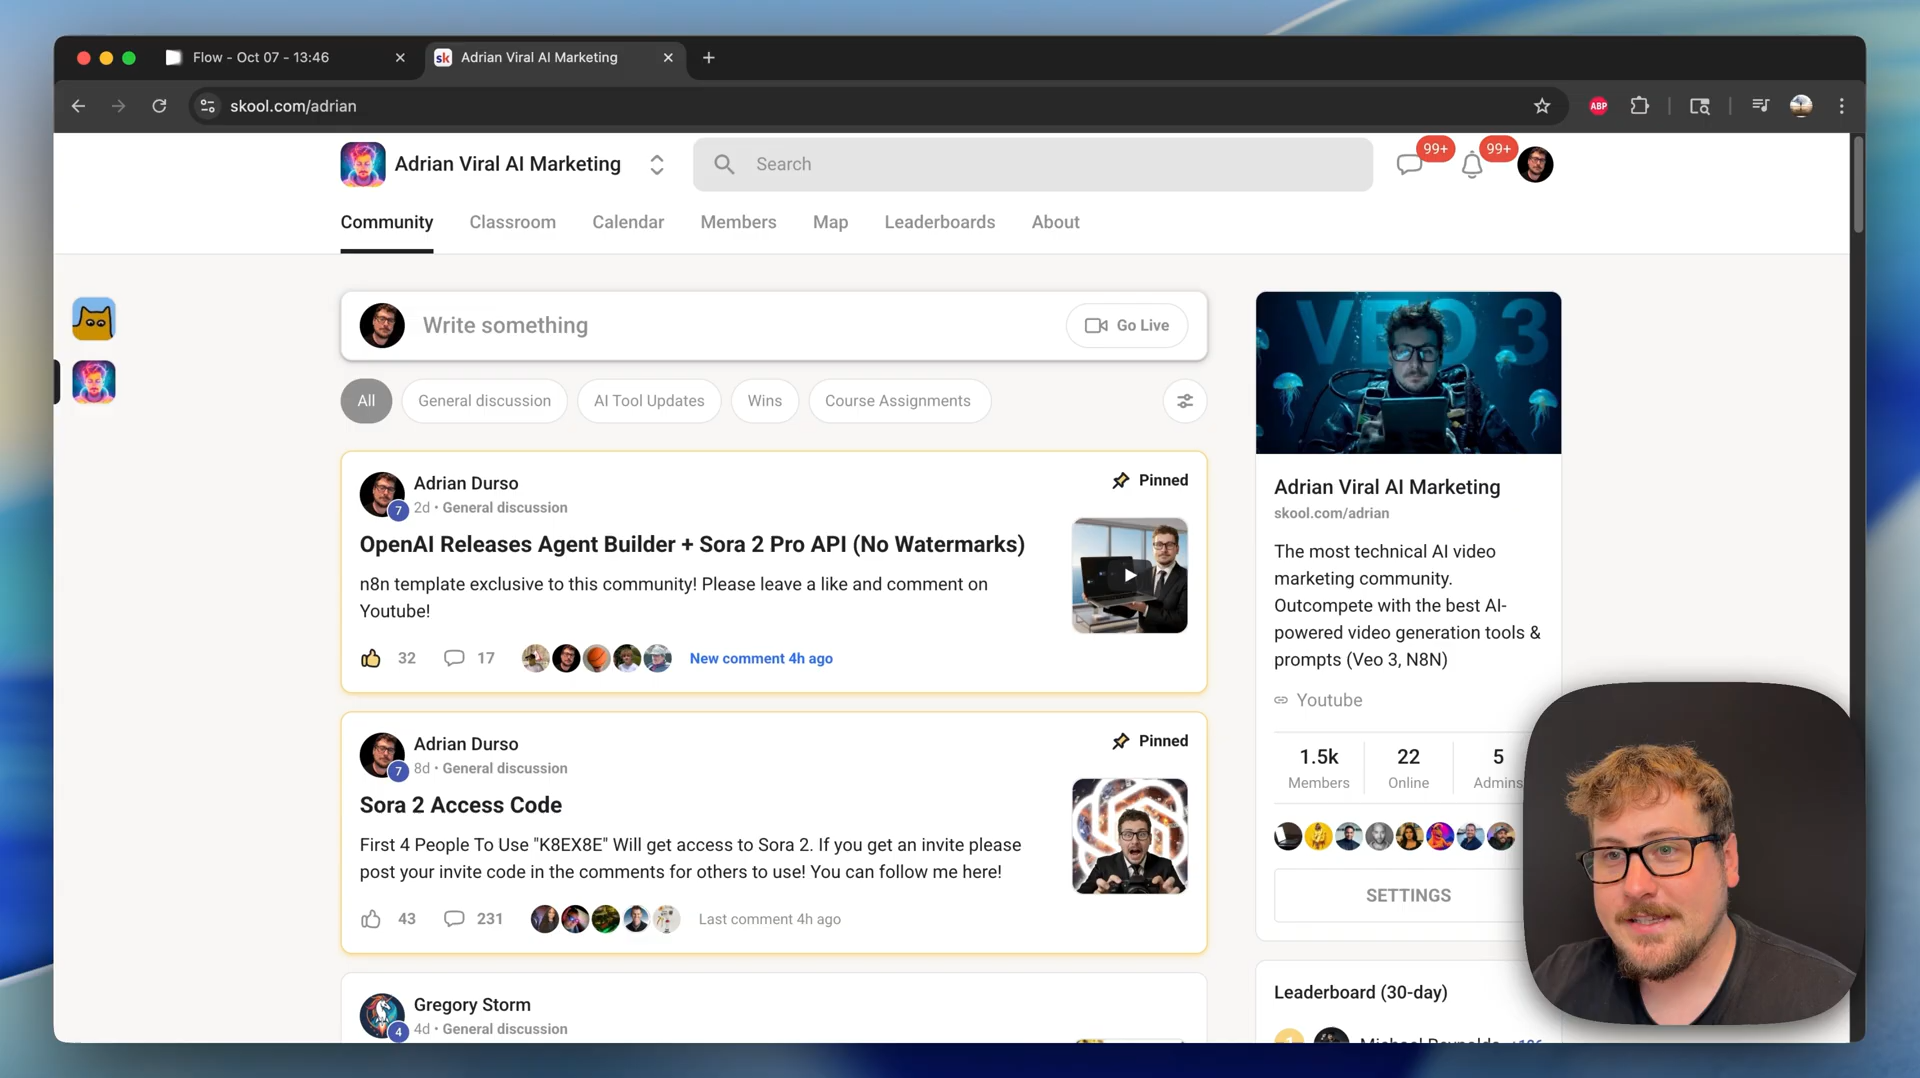 Flow - Oct 07 - 13:46
sk Adrian Viral AI Marketing
skool.com/adrian
ABP
Adrian Viral AI Marketing
Search
99+
99+
Community Classroom Calendar Members Map Leaderboards About
Write something
Go Live
All General discussion AI Tool Updates Wins Course Assignments
Adrian Durso
7 2d • General discussion
Pinned
OpenAI Releases Agent Builder + Sora 2 Pro API (No Watermarks)
n8n template exclusive to this community! Please leave a like and comment on
Youtube!
32 17 New comment 4h ago
Adrian Durso
7 8d • General discussion
Pinned
Sora 2 Access Code
First 4 People To Use "K8EX8E" Will get access to Sora 2. If you get an invite please
post your invite code in the comments for others to use! You can follow me here!
43 231 Last comment 4h ago
Gregory Storm
4 4d • General discussion
VEO 3
Adrian Viral AI Marketing
skool.com/adrian
The most technical AI video
marketing community.
Outcompete with the best AI-
powered video generation tools &
prompts (Veo 3, N8N)
Youtube
1.5k 22 5
Members Online Admins
SETTINGS
Leaderboard (30-day)